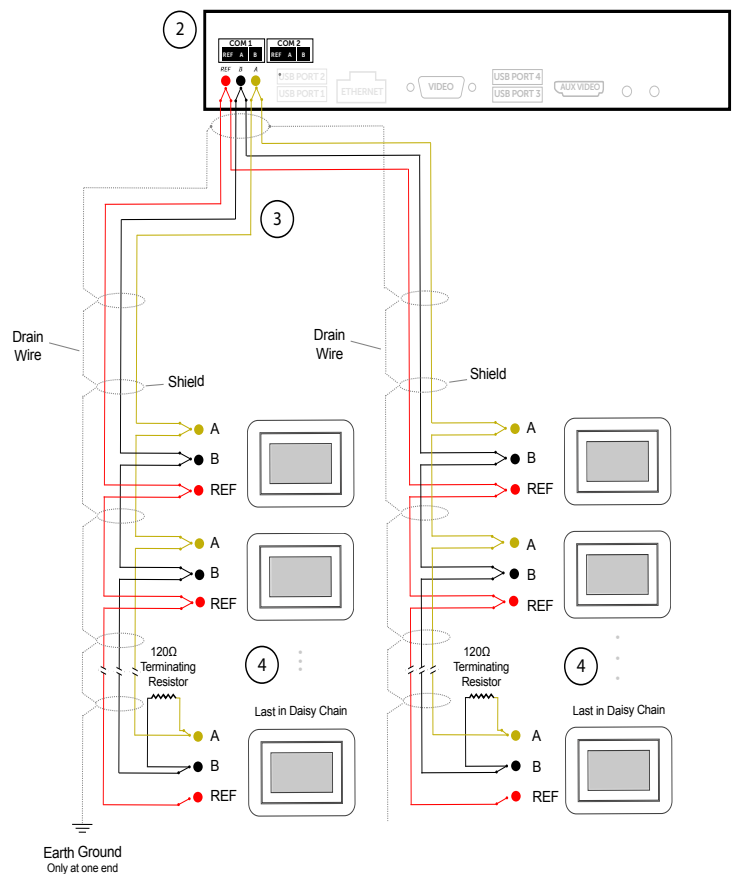 2
COM 1
COM 2
REF A B
REF A B
REF B A
USB PORT 2
USB PORT 1
ETHERNET
VIDEO
USB PORT 4
USB PORT 3
AUX VIDEO
3
Drain
Wire
Shield
Drain
Wire
Shield
A
B
REF
A
B
REF
A
B
REF
A
B
REF
120Ω
Terminating
Resistor
4
Last in Daisy Chain
120Ω
Terminating
Resistor
4
Last in Daisy Chain
A
B
REF
A
B
REF
Earth Ground
Only at one end